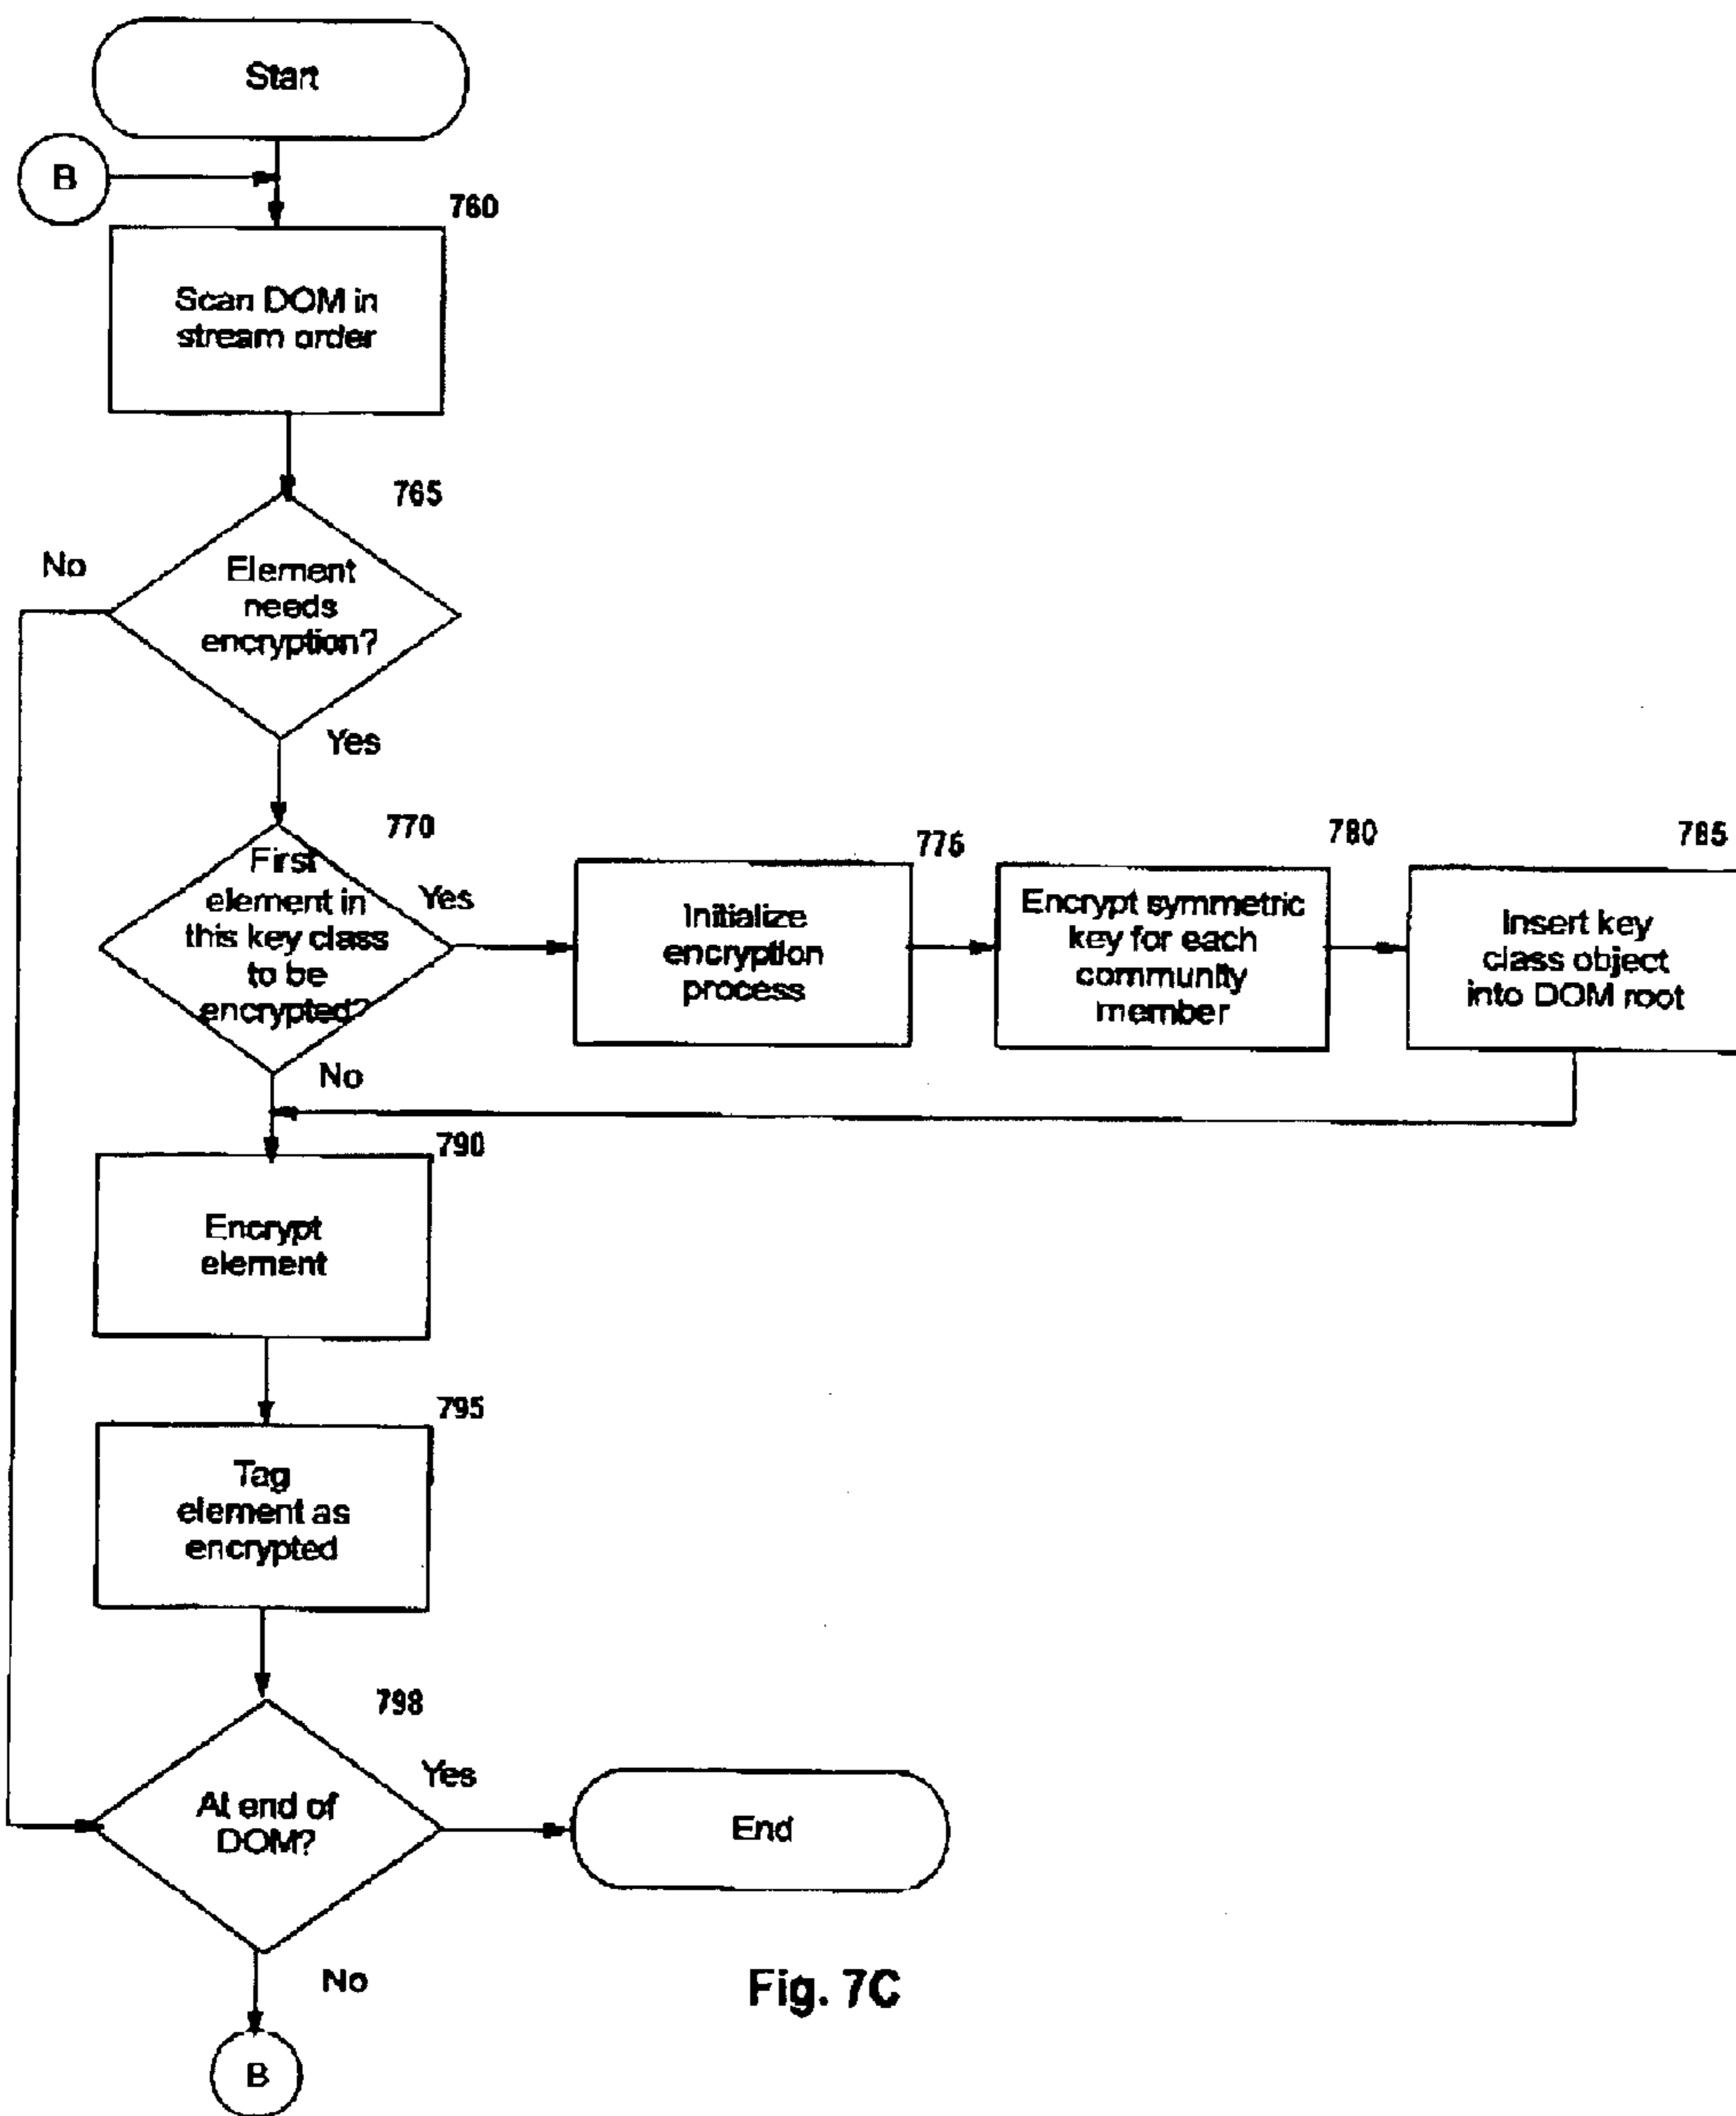 Start
B
760
Scan DOM in
stream order
765
No
Element
needs
encryption?
Yes
770
First
element in
this key class
to be
encrypted?
Yes
775
Initialize
encryption
process
780
Encrypt symmetric
key for each
community
member
785
Insert key
class object
into DOM root
No
790
Encrypt
element
795
Tag
element as
encrypted
798
At end of
DOM?
Yes
End
No
Fig. 7C
B